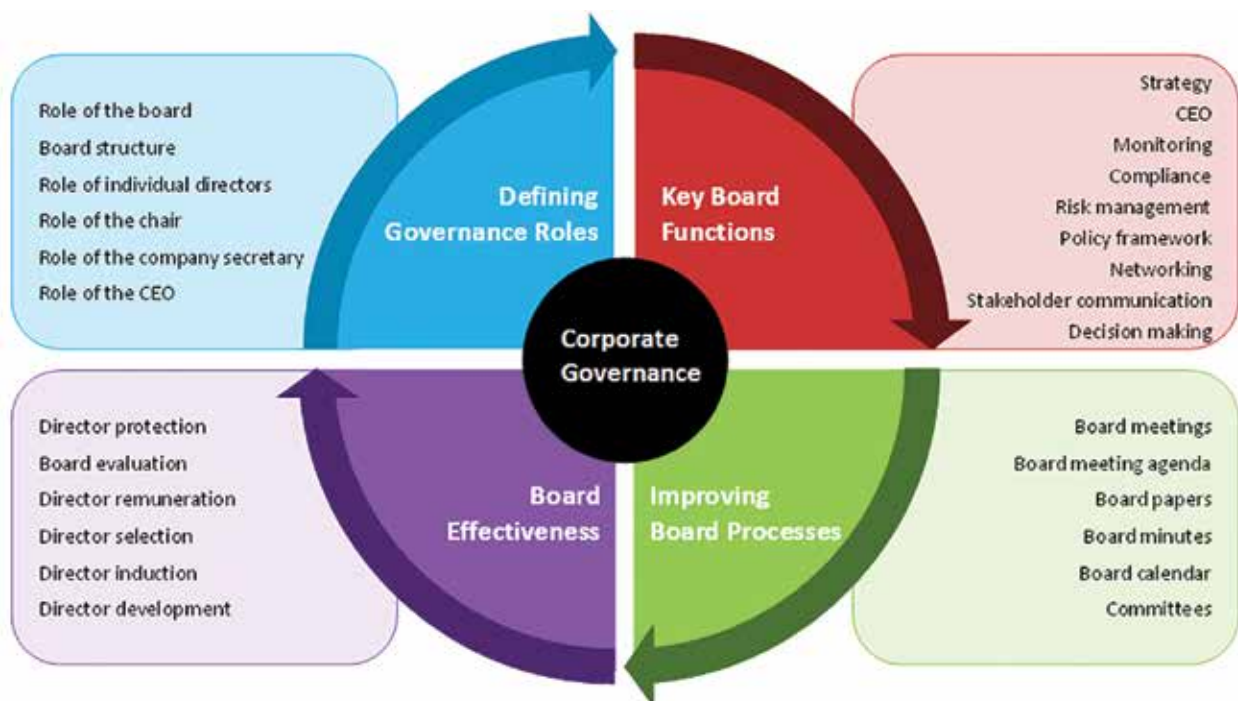 Role of the board
Board structure
Role of individual directors
Role of the chair
Role of the company secretary
Role of the CEO
Defining
Governance Roles
Key Board
Functions
Strategy
CEO
Monitoring
Compliance
Risk management
Policy framework
Networking
Stakeholder communication
Decision making
Corporate
Governance
Director protection
Board evaluation
Director remuneration
Director selection
Director induction
Director development
Board
Effectiveness
Improving
Board Processes
Board meetings
Board meeting agenda
Board papers
Board minutes
Board calendar
Committees